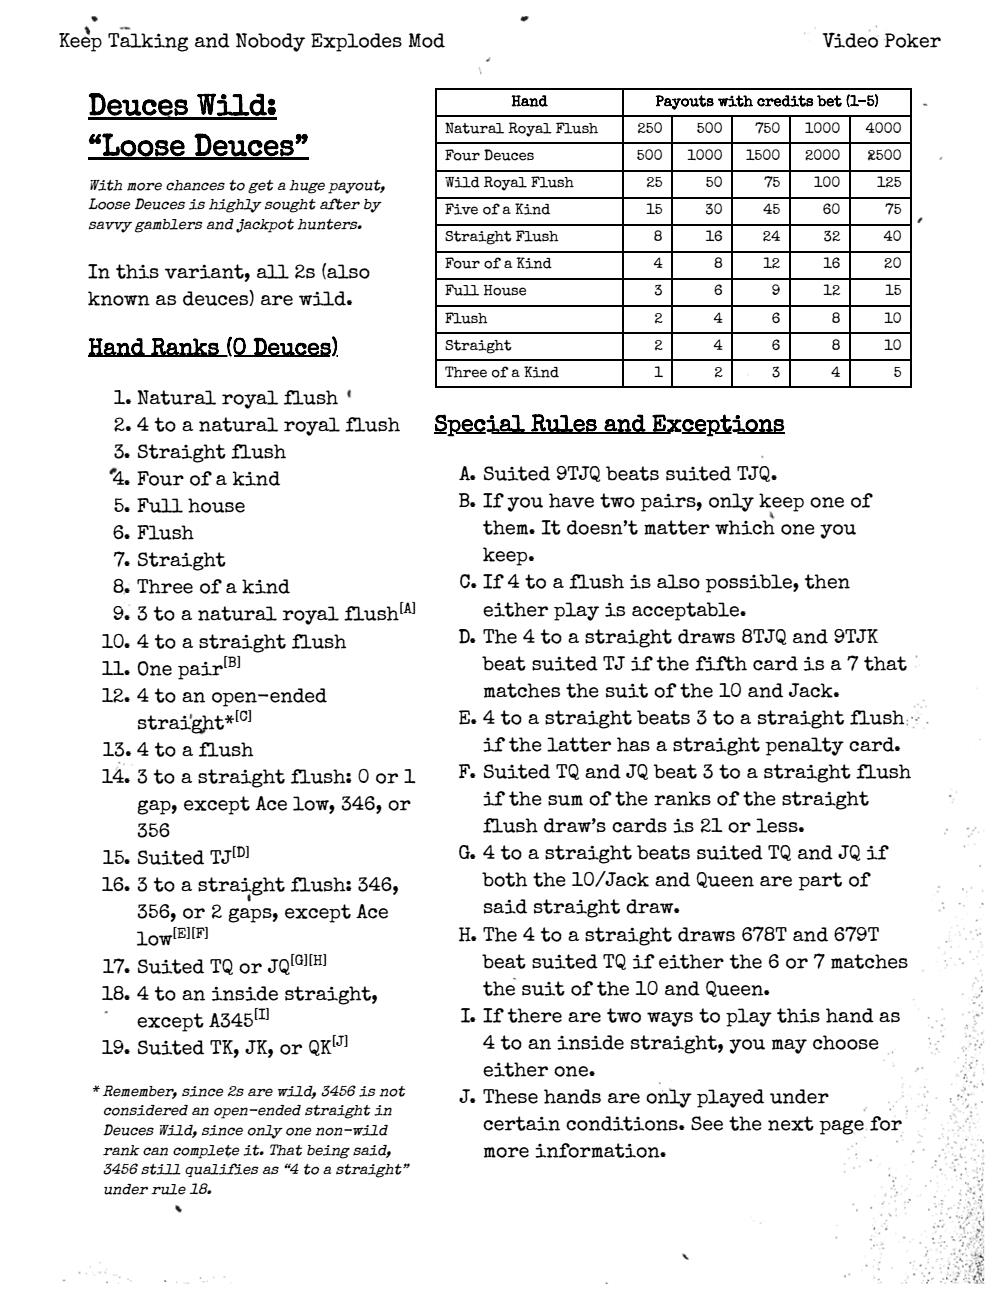 Keep Talking and Nobody Explodes Mod
Video Poker
Deuces Wild:
“Loose Deuces”
With more chances to get a huge payout,
Loose Deuces is highly sought after by
savvy gamblers and jackpot hunters.
In this variant, all 2s (also
known as deuces) are wild.
Hand Ranks (0 Deuces)
1. Natural royal flush
2. 4 to a natural royal flush
3. Straight flush
4. Four of a kind
5. Full house
6. Flush
7. Straight
8. Three of a kind
9. 3 to a natural royal flush[A]
10. 4 to a straight flush
11. One pair[B]
12. 4 to an open-ended
straight*[C]
13. 4 to a flush
14. 3 to a straight flush: 0 or 1
gap, except Ace low, 346, or
356
15. Suited TJ[D]
16. 3 to a straight flush: 346,
356, or 2 gaps, except Ace
low[E][F]
17. Suited TQ or JQ[G][H]
18. 4 to an inside straight,
except A345[I]
19. Suited TK, JK, or QK[J]
* Remember, since 2s are wild, 3456 is not
considered an open-ended straight in
Deuces Wild, since only one non-wild
rank can complete it. That being said,
3456 still qualifies as “4 to a straight”
under rule 18.
Hand Payouts with credits bet (1-5)
Natural Royal Flush 250 500 750 1000 4000
Four Deuces 500 1000 1500 2000 2500
Wild Royal Flush 25 50 75 100 125
Five of a Kind 15 30 45 60 75
Straight Flush 8 16 24 32 40
Four of a Kind 4 8 12 16 20
Full House 3 6 9 12 15
Flush 2 4 6 8 10
Straight 2 4 6 8 10
Three of a Kind 1 2 3 4 5
Special Rules and Exceptions
A. Suited 9TJQ beats suited TJQ.
B. If you have two pairs, only keep one of
them. It doesn’t matter which one you
keep.
C. If 4 to a flush is also possible, then
either play is acceptable.
D. The 4 to a straight draws 8TJQ and 9TJK
beat suited TJ if the fifth card is a 7 that
matches the suit of the 10 and Jack.
E. 4 to a straight beats 3 to a straight flush
if the latter has a straight penalty card.
F. Suited TQ and JQ beat 3 to a straight flush
if the sum of the ranks of the straight
flush draw’s cards is 21 or less.
G. 4 to a straight beats suited TQ and JQ if
both the 10/Jack and Queen are part of
said straight draw.
H. The 4 to a straight draws 678T and 679T
beat suited TQ if either the 6 or 7 matches
the suit of the 10 and Queen.
I. If there are two ways to play this hand as
4 to an inside straight, you may choose
either one.
J. These hands are only played under
certain conditions. See the next page for
more information.